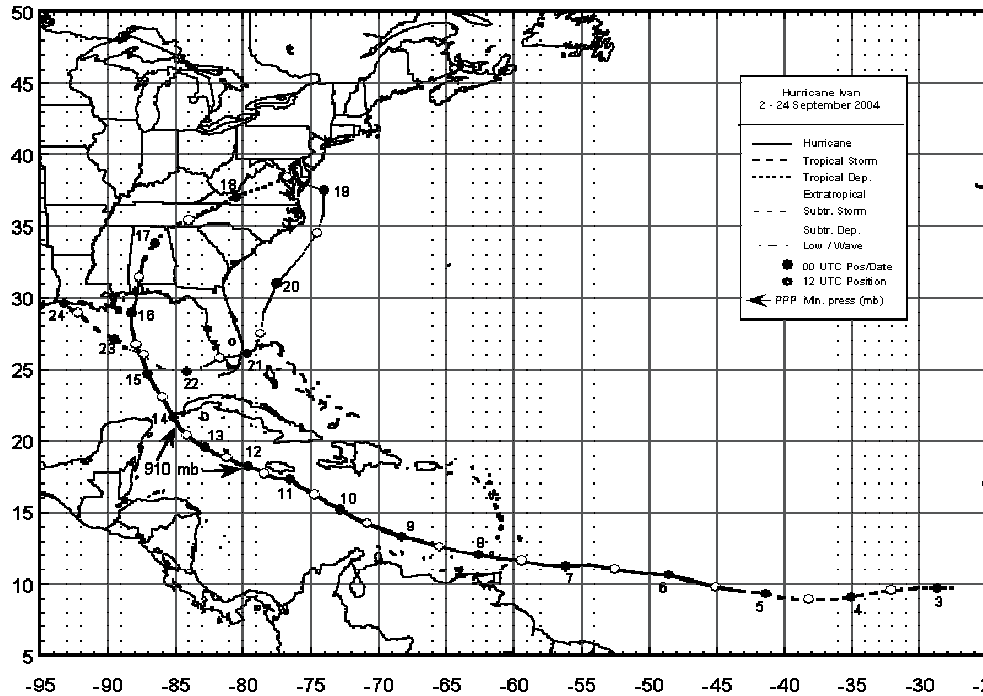 50
45
40
35
30
25
20
15
10
5
Hurricane Ivan
2 - 24 September 2004
Hurricane
Tropical Storm
Tropical Dep.
Extratropical
Subtr. Storm
Subtr. Dep.
Low / Wave
00 UTC Pos/Date
12 UTC Position
PPP Min. press (mb)
18
19
17
20
24
16
23
21
15
22
14
13
12
910 mb
11
10
9
8
7
6
5
4
3
-95 -90 -85 -80 -75 -70 -65 -60 -55 -50 -45 -40 -35 -30